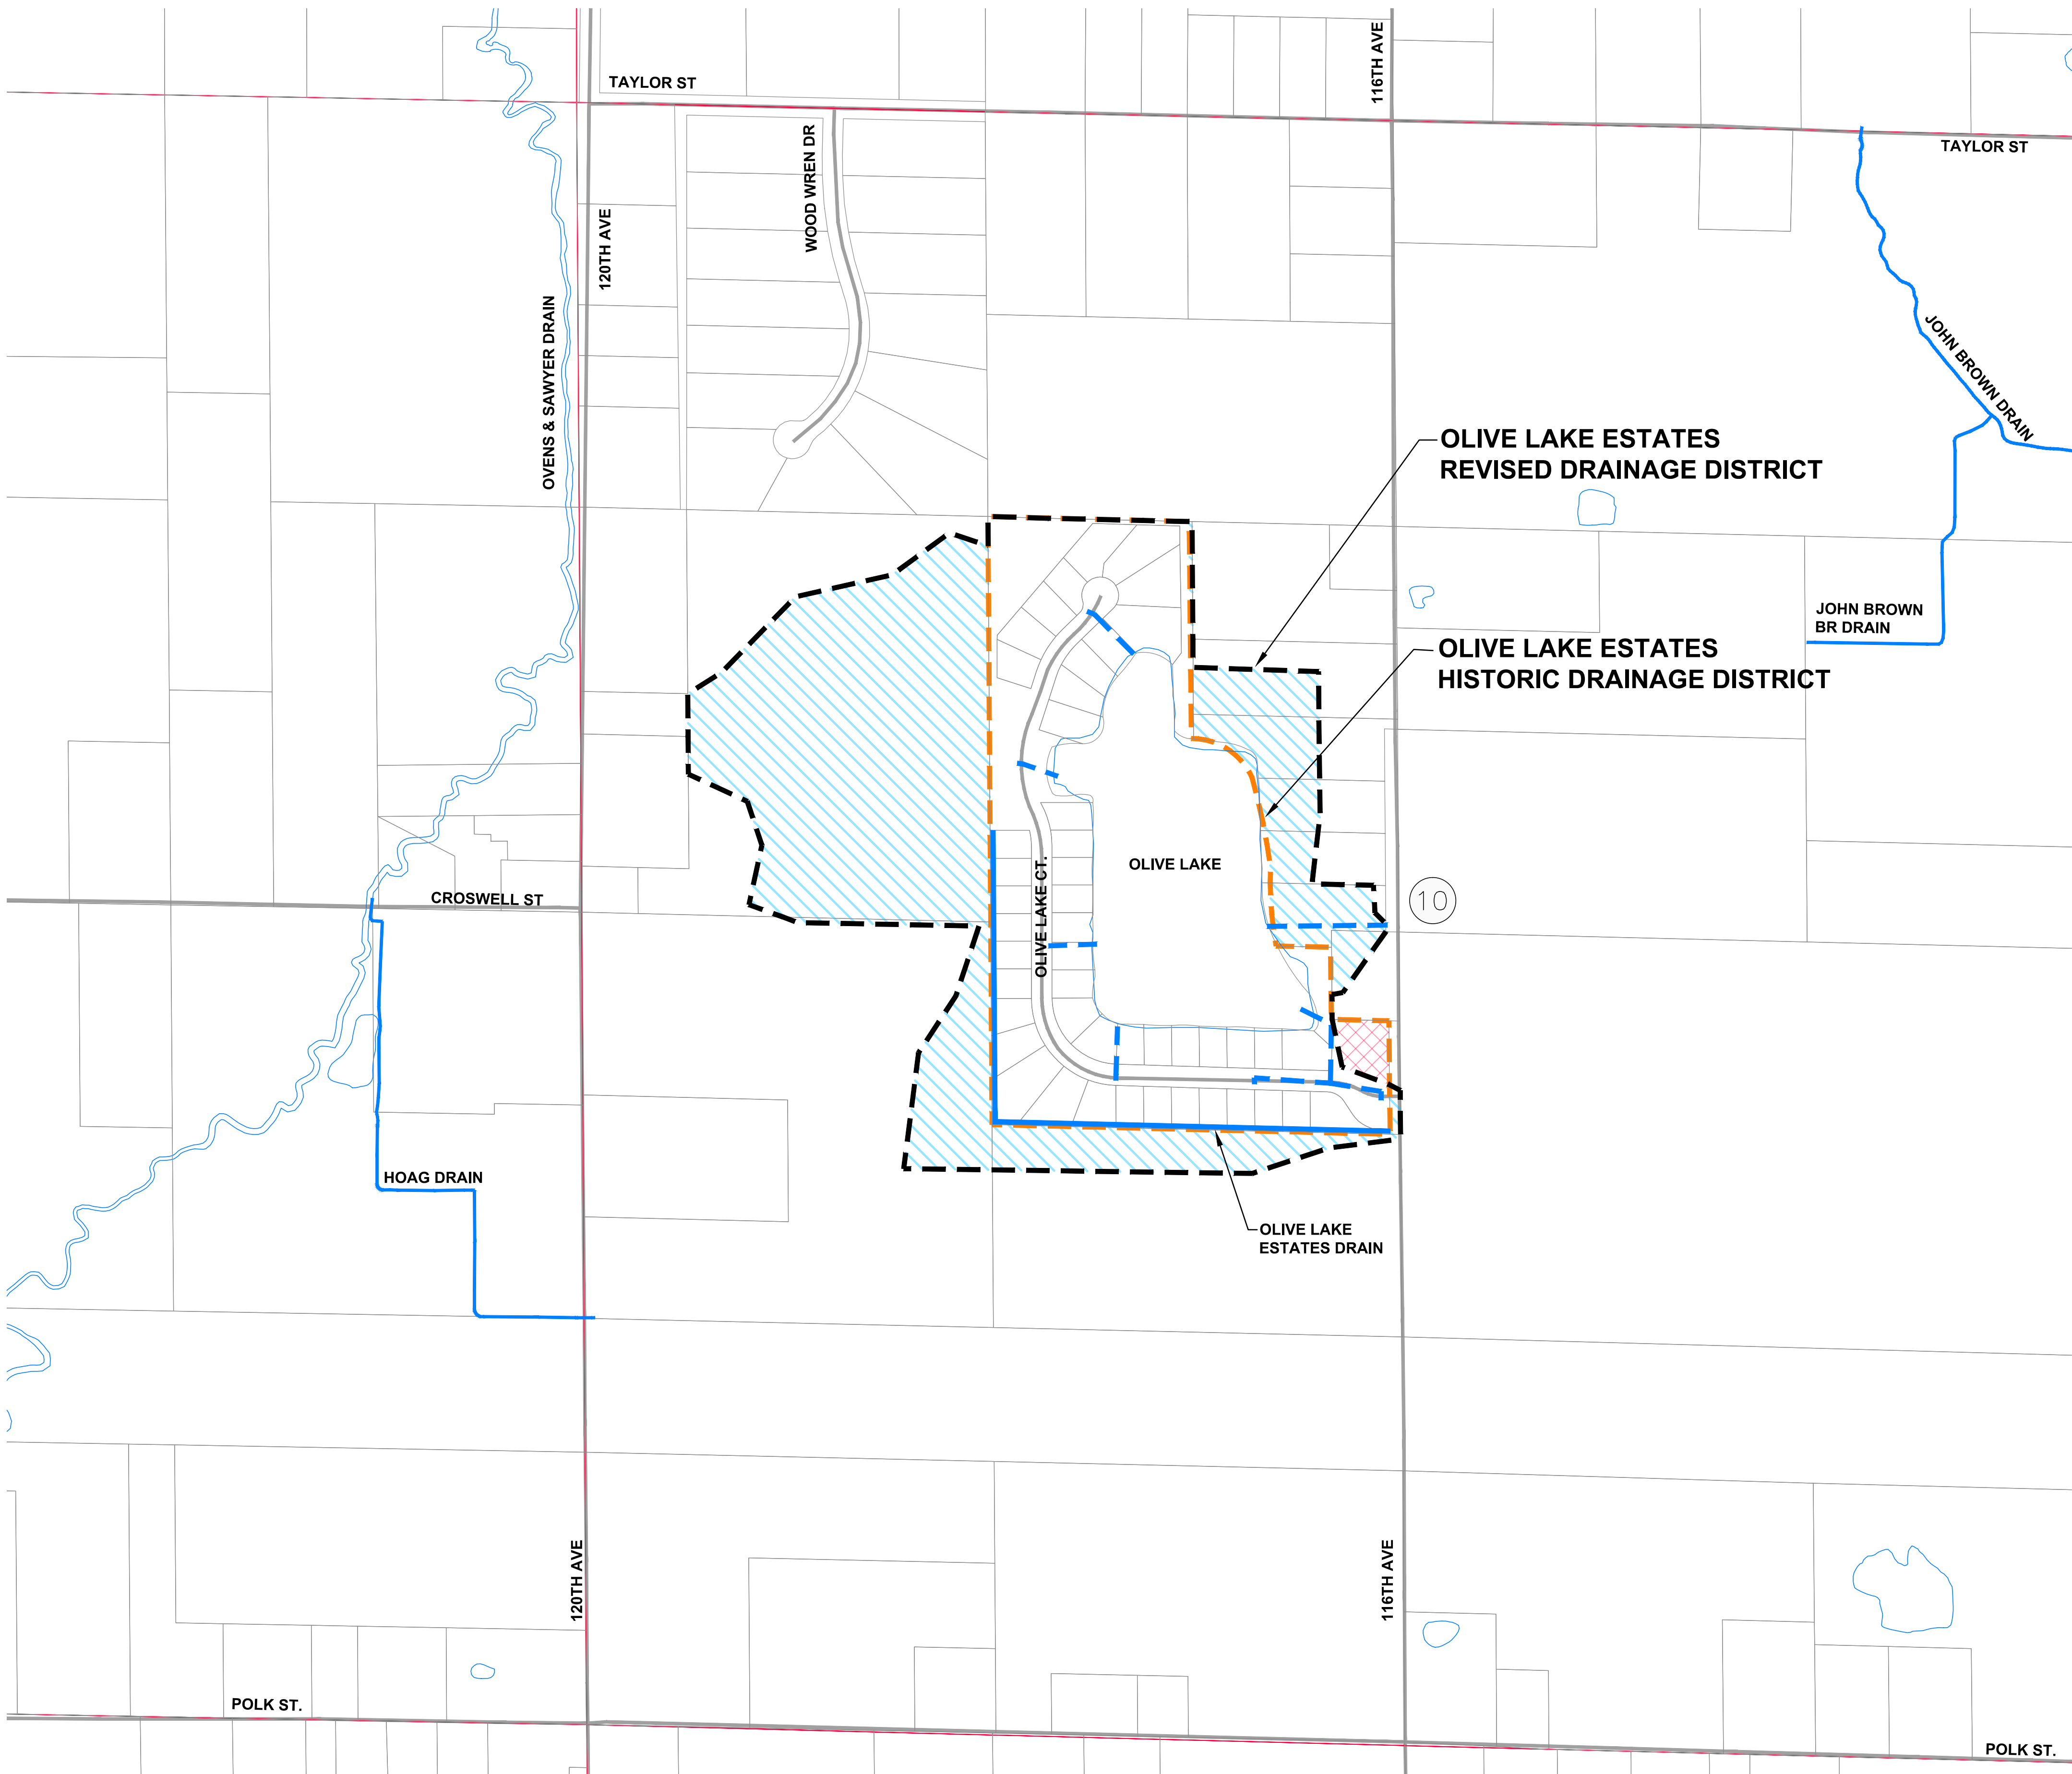 TAYLOR ST
116TH AVE
TAYLOR ST
WOOD WREN DR
120TH AVE
OVENS & SAWYER DRAIN
JOHN BROWN DRAIN
OLIVE LAKE ESTATES
REVISED DRAINAGE DISTRICT
JOHN BROWN
BR DRAIN
OLIVE LAKE ESTATES
HISTORIC DRAINAGE DISTRICT
OLIVE LAKE
OLIVE LAKE CT.
CROSWELL ST
10
HOAG DRAIN
OLIVE LAKE
ESTATES DRAIN
120TH AVE
116TH AVE
POLK ST.
POLK ST.